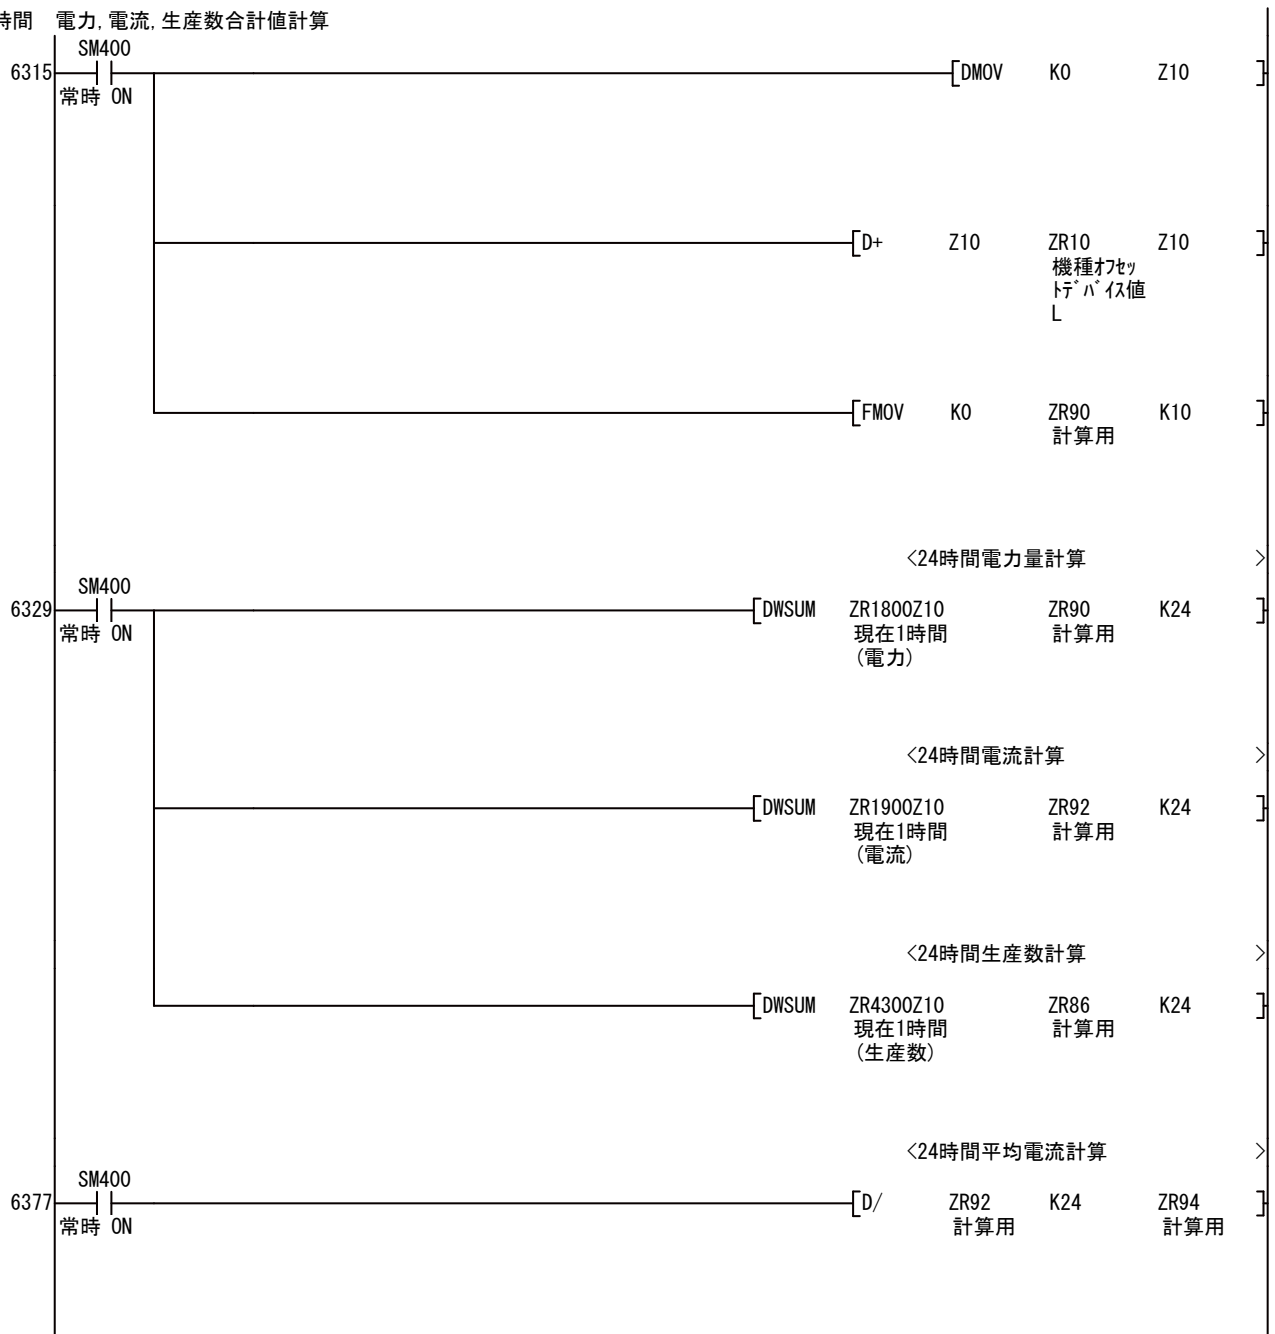 時間　電力,電流,生産数合計値計算
SM400
6315 常時 ON
DMOV K0 Z10
D+ Z10 ZR10 Z10
機種ｵﾌｾｯ
ﾄﾃﾞﾊﾞｲｽ値
L
FMOV K0 ZR90 K10
計算用
<24時間電力量計算 >
SM400
6329 常時 ON
DWSUM ZR1800Z10 ZR90 K24
現在1時間 計算用
(電力)
<24時間電流計算 >
DWSUM ZR1900Z10 ZR92 K24
現在1時間 計算用
(電流)
<24時間生産数計算 >
DWSUM ZR4300Z10 ZR86 K24
現在1時間 計算用
(生産数)
<24時間平均電流計算 >
SM400
6377 常時 ON
D/ ZR92 K24 ZR94
計算用 計算用